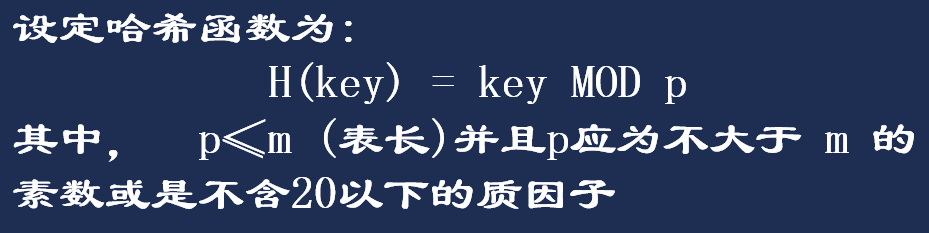 设定哈希函数为:
H(key) = key MOD p
其中， p≤m (表长)并且p应为不大于 m 的
素数或是不含20以下的质因子